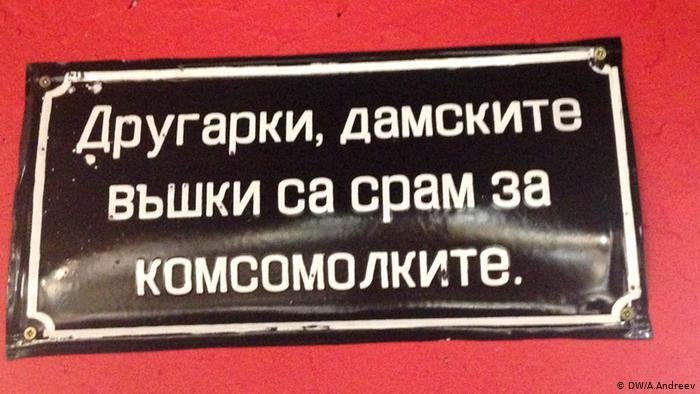 Другарки, дамските
въшки са срам за
комсомолките.
© DW/A.Andreev